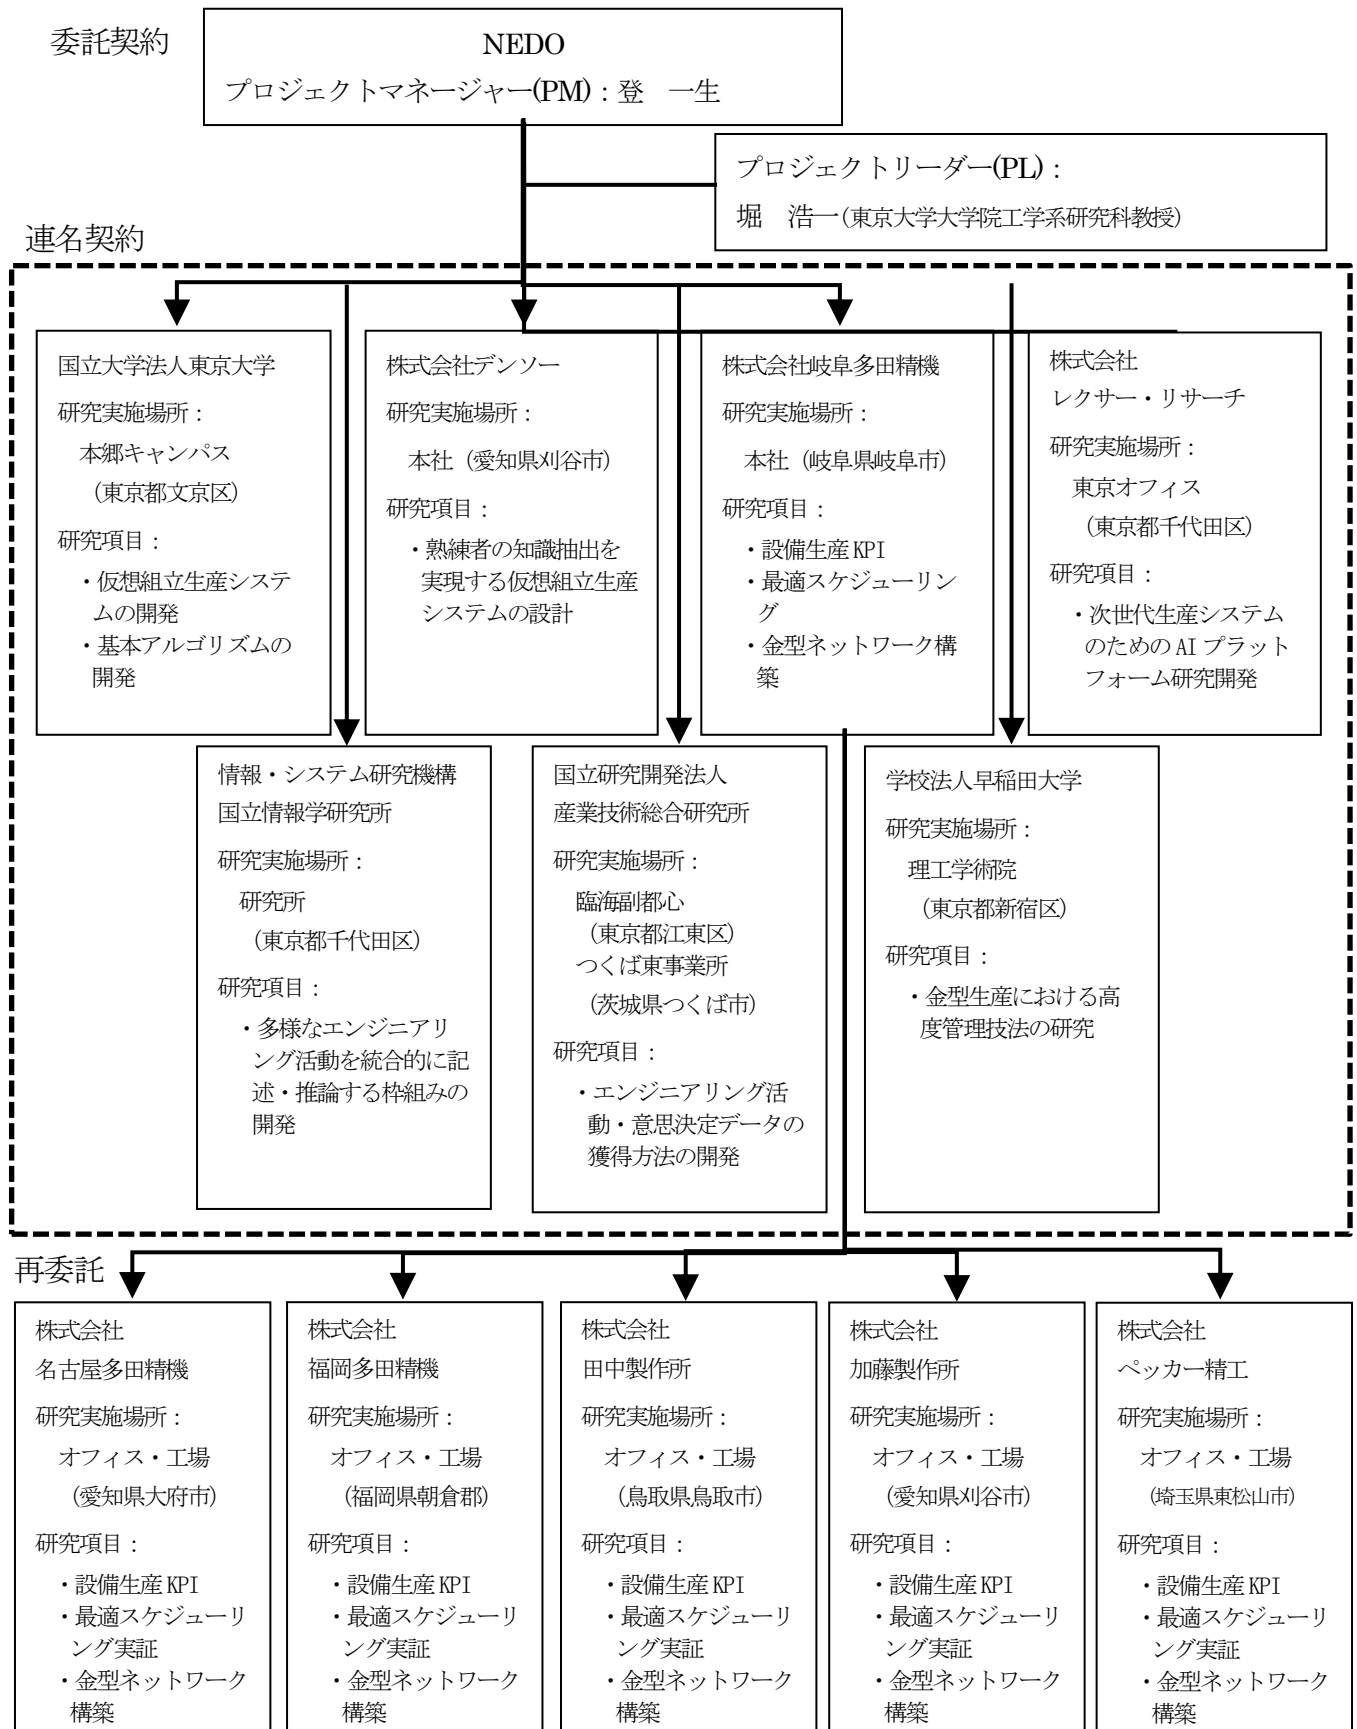 委託契約
NEDO
プロジェクトマネージャー(PM)：登　一生
プロジェクトリーダー(PL)：
堀　浩一(東京大学大学院工学系研究科教授)
連名契約
国立大学法人東京大学
研究実施場所：
本郷キャンパス
(東京都文京区)
研究項目：
・仮想組立生産システ
ムの開発
・基本アルゴリズムの
開発
株式会社デンソー
研究実施場所：
本社（愛知県刈谷市）
研究項目：
・熟練者の知識抽出を
実現する仮想組立生産
システムの設計
株式会社岐阜多田精機
研究実施場所：
本社（岐阜県岐阜市）
研究項目：
・設備生産 KPI
・最適スケジューリン
グ
・金型ネットワーク構
築
株式会社
レクサー・リサーチ
研究実施場所：
東京オフィス
（東京都千代田区）
研究項目：
・次世代生産システム
のための AI プラット
フォーム研究開発
情報・システム研究機構
国立情報学研究所
研究実施場所：
研究所
（東京都千代田区）
研究項目：
・多様なエンジニアリ
ング活動を統合的に記
述・推論する枠組みの
開発
国立研究開発法人
産業技術総合研究所
研究実施場所：
臨海副都心
（東京都江東区）
つくば東事業所
（茨城県つくば市）
研究項目：
・エンジニアリング活
動・意思決定データの
獲得方法の開発
学校法人早稲田大学
研究実施場所：
理工学術院
（東京都新宿区）
研究項目：
・金型生産における高
度管理技法の研究
再委託
株式会社
名古屋多田精機
研究実施場所：
オフィス・工場
（愛知県大府市）
研究項目：
・設備生産 KPI
・最適スケジューリ
ング実証
・金型ネットワーク
構築
株式会社
福岡多田精機
研究実施場所：
オフィス・工場
（福岡県朝倉郡）
研究項目：
・設備生産 KPI
・最適スケジューリ
ング実証
・金型ネットワーク
構築
株式会社
田中製作所
研究実施場所：
オフィス・工場
（鳥取県鳥取市）
研究項目：
・設備生産 KPI
・最適スケジューリ
ング実証
・金型ネットワーク
構築
株式会社
加藤製作所
研究実施場所：
オフィス・工場
（愛知県刈谷市）
研究項目：
・設備生産 KPI
・最適スケジューリ
ング実証
・金型ネットワーク
構築
株式会社
ペッカー精工
研究実施場所：
オフィス・工場
（埼玉県東松山市）
研究項目：
・設備生産 KPI
・最適スケジューリ
ング実証
・金型ネットワーク
構築